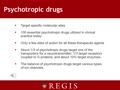 Psychotropic drugs
Target specific molecular sites
100 essential psychotropic drugs utilized in clinical practice today
Only a few sites of action for all these therapeutic agents
About 1/3 of psychotropic drugs target one of the transporters for a neurotransmitter, 1/3 target receptors coupled to G proteins, and about 10% target enzymes.
The balance of psychotropic drugs target various types of ion channels.
REGIS